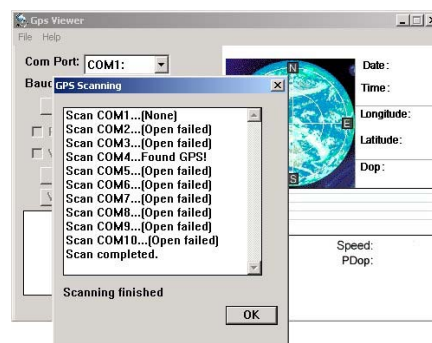 Gps Viewer
File Help
Com Port: COM1:
Date:
Time:
GPS Scanning
Longitude:
Latitude:
Dop:
N
E
S
Scan COM1...(None)
Scan COM2...(Open failed)
Scan COM3...(Open failed)
Scan COM4...Found GPS!
Scan COM5...(Open failed)
Scan COM6...(Open failed)
Scan COM7...(Open failed)
Scan COM8...(Open failed)
Scan COM9...(Open failed)
Scan COM10...(Open failed)
Scan completed.
Speed:
PDop:
Scanning finished
OK